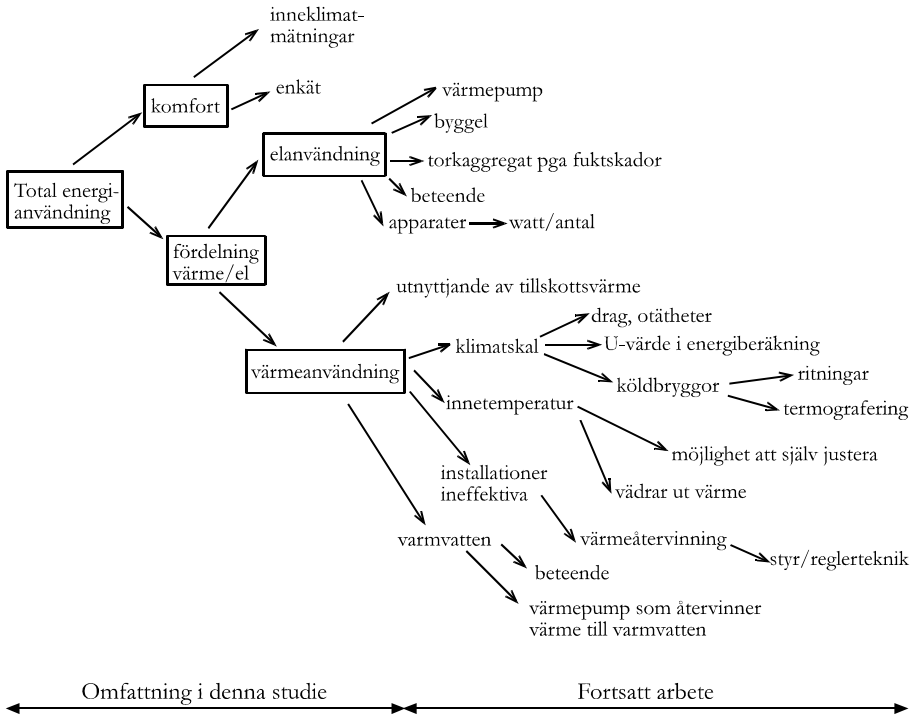 inneklimat-
mätningar
komfort
enkät
värmepump
byggel
elanvändning
torkaggregat pga fuktskador
beteende
apparater
watt/antal
Total energi-
användning
fördelning
värme/el
utnyttjande av tillskottsvärme
drag, otätheter
klimatskal
U-värde i energiberäkning
värmeanvändning
köldbryggor
ritningar
termografering
innetemperatur
möjlighet att själv justera
installationer
ineffektiva
vädrar ut värme
varmvatten
värmeåtervinning
styr/reglerteknik
beteende
värmepump som återvinner
värme till varmvatten
Omfattning i denna studie
Fortsatt arbete